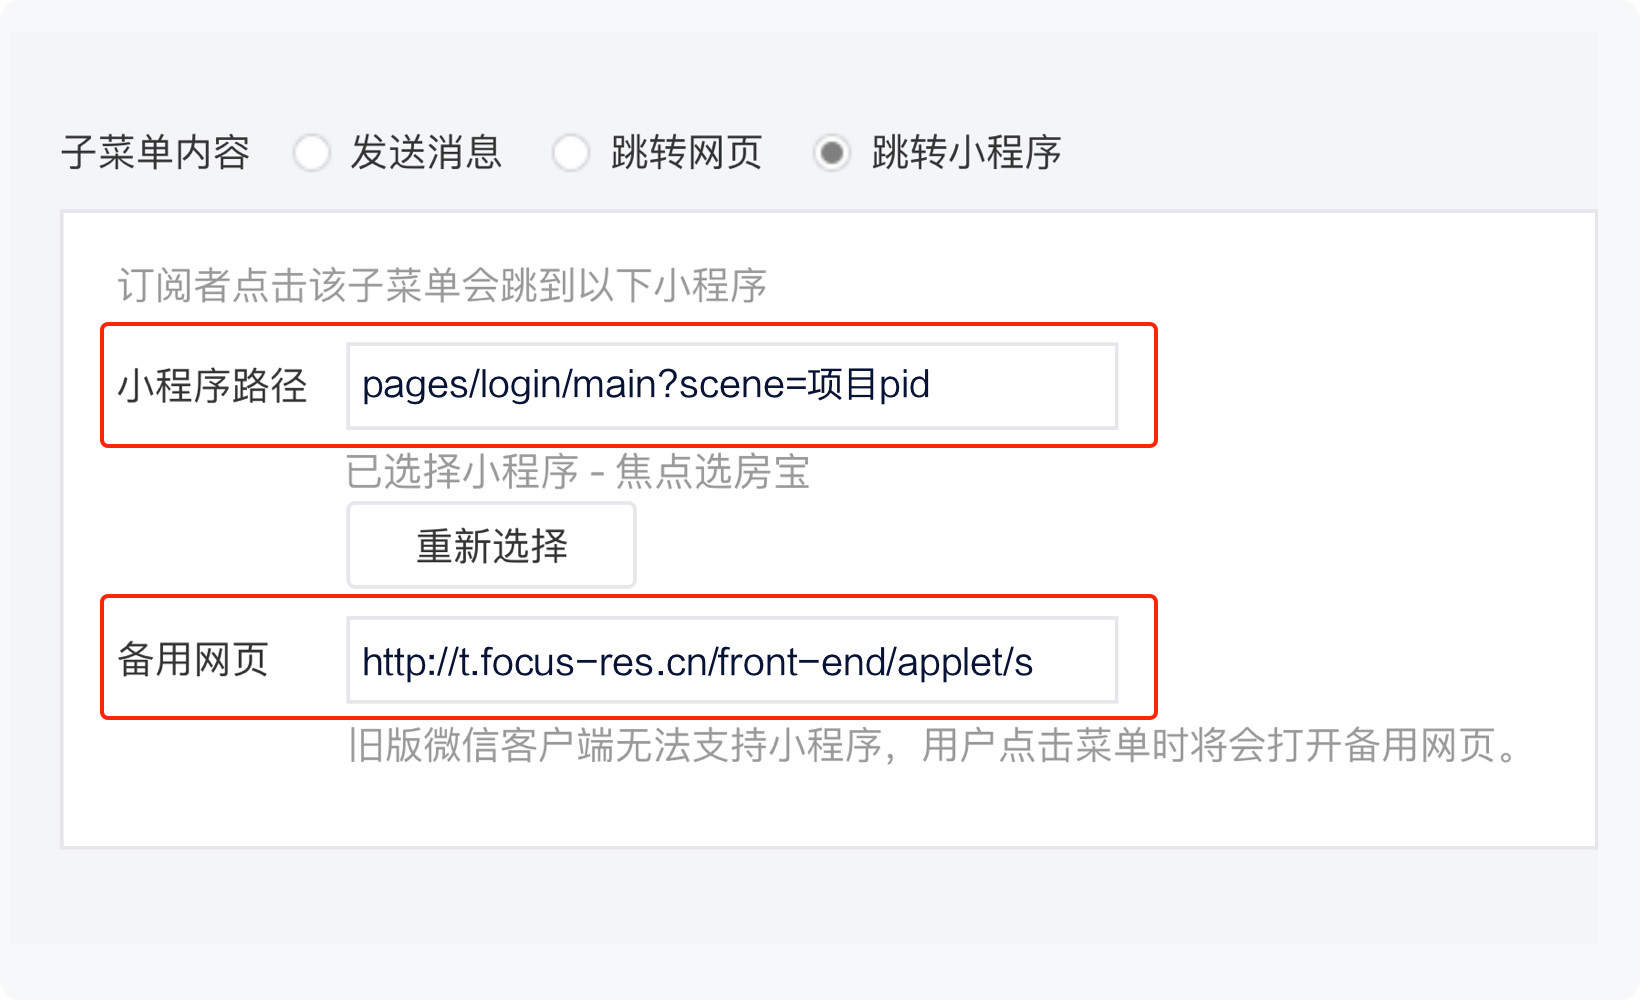 子菜单内容 发送消息 跳转网页 跳转小程序
订阅者点击该子菜单会跳到以下小程序
小程序路径 pages/login/main?scene=项目pid
已选择小程序 - 焦点选房宝
重新选择
备用网页 http://t.focus-res.cn/front-end/applet/s
旧版微信客户端无法支持小程序，用户点击菜单时将会打开备用网页。